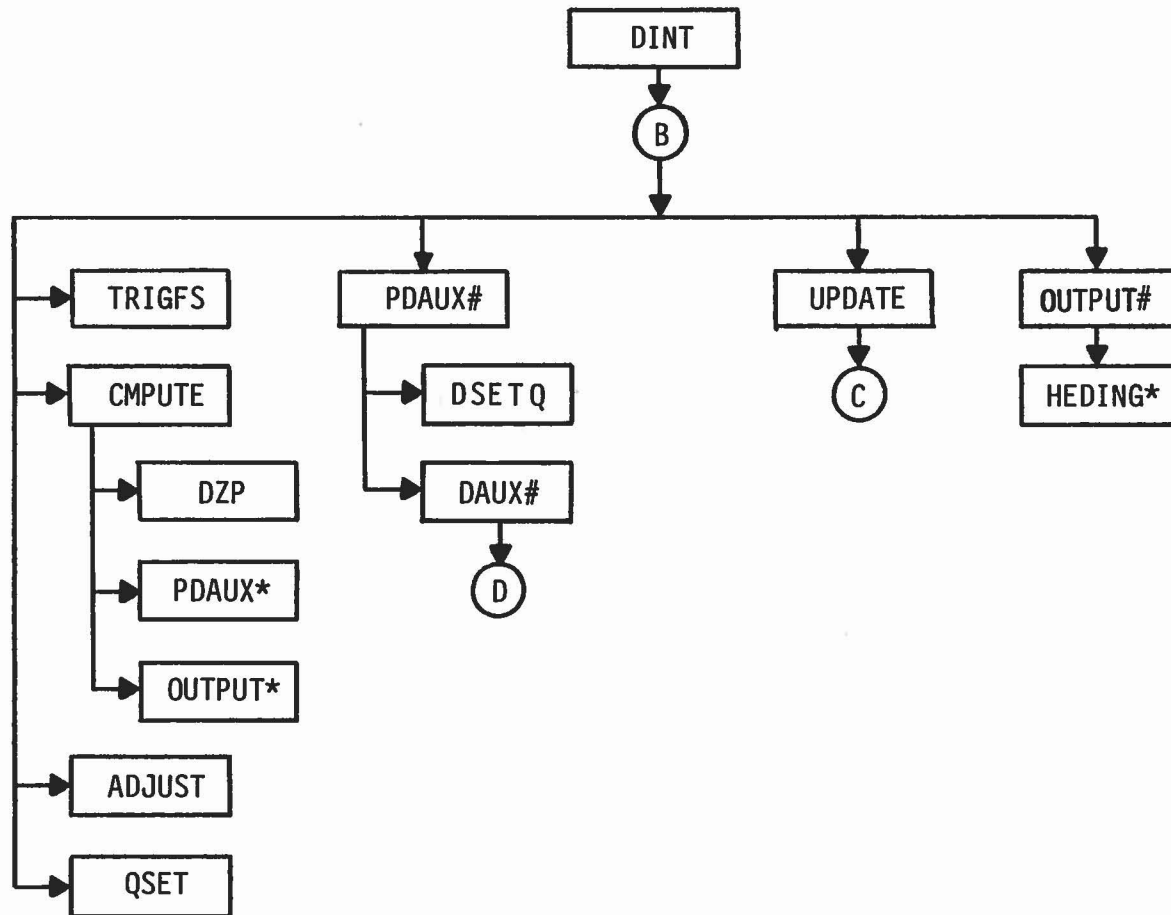 DINT
B
TRIGFS
PDAUX#
UPDATE
OUTPUT#
CMPUTE
DSETQ
C
HEDING*
DZP
DAUX#
PDAUX*
D
OUTPUT*
ADJUST
QSET